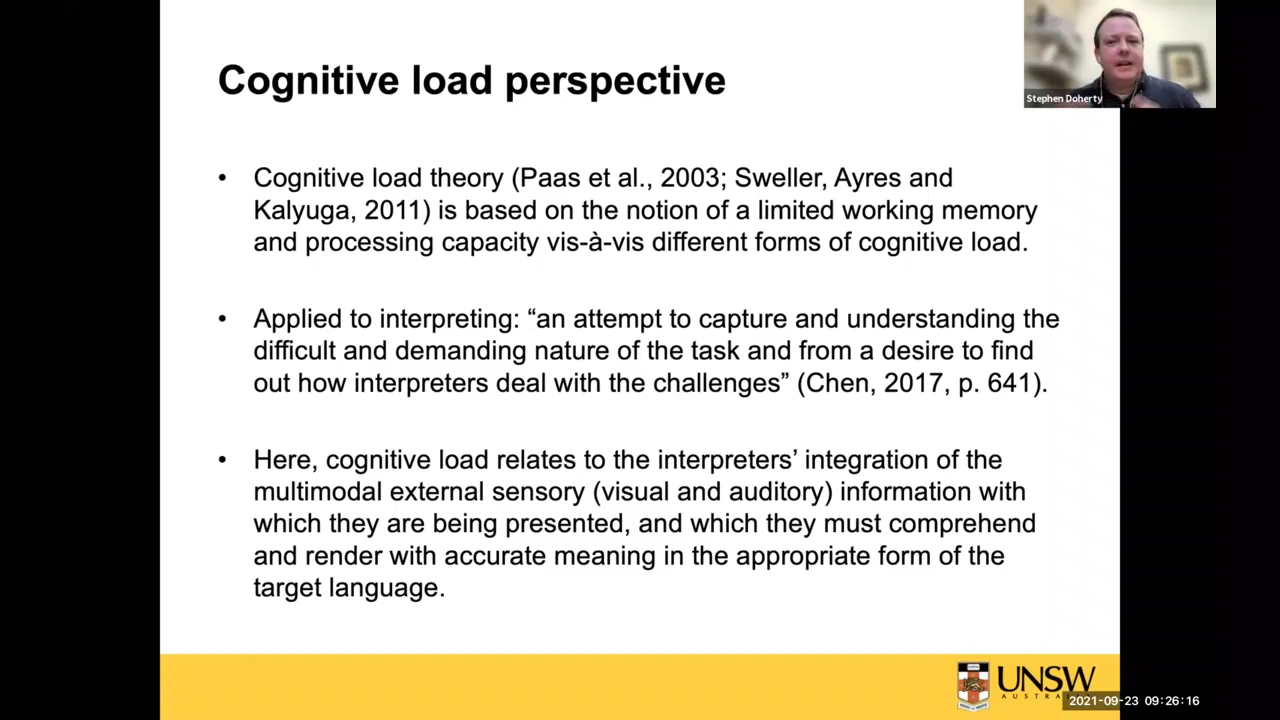 Cognitive load perspective
Stephen Doherty
• Cognitive load theory (Paas et al., 2003; Sweller, Ayres and
Kalyuga, 2011) is based on the notion of a limited working memory
and processing capacity vis-à-vis different forms of cognitive load.
• Applied to interpreting: “an attempt to capture and understanding the
difficult and demanding nature of the task and from a desire to find
out how interpreters deal with the challenges” (Chen, 2017, p. 641).
• Here, cognitive load relates to the interpreters’ integration of the
multimodal external sensory (visual and auditory) information with
which they are being presented, and which they must comprehend
and render with accurate meaning in the appropriate form of the
target language.
UNSW
2021-09-23 09:26:16